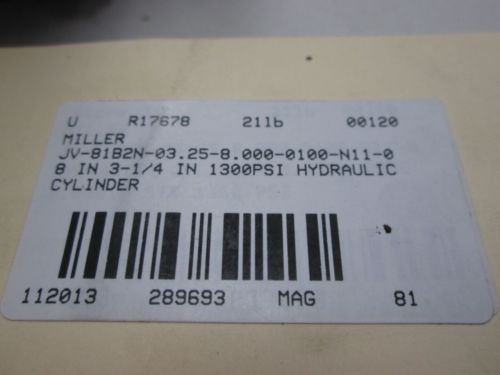 U R17678 21lb 00120
MILLER
JV-81B2N-03.25-8.000-0100-N11-0
8 IN 3-1/4 IN 1300PSI HYDRAULIC
CYLINDER
112013 289693 MAG 81